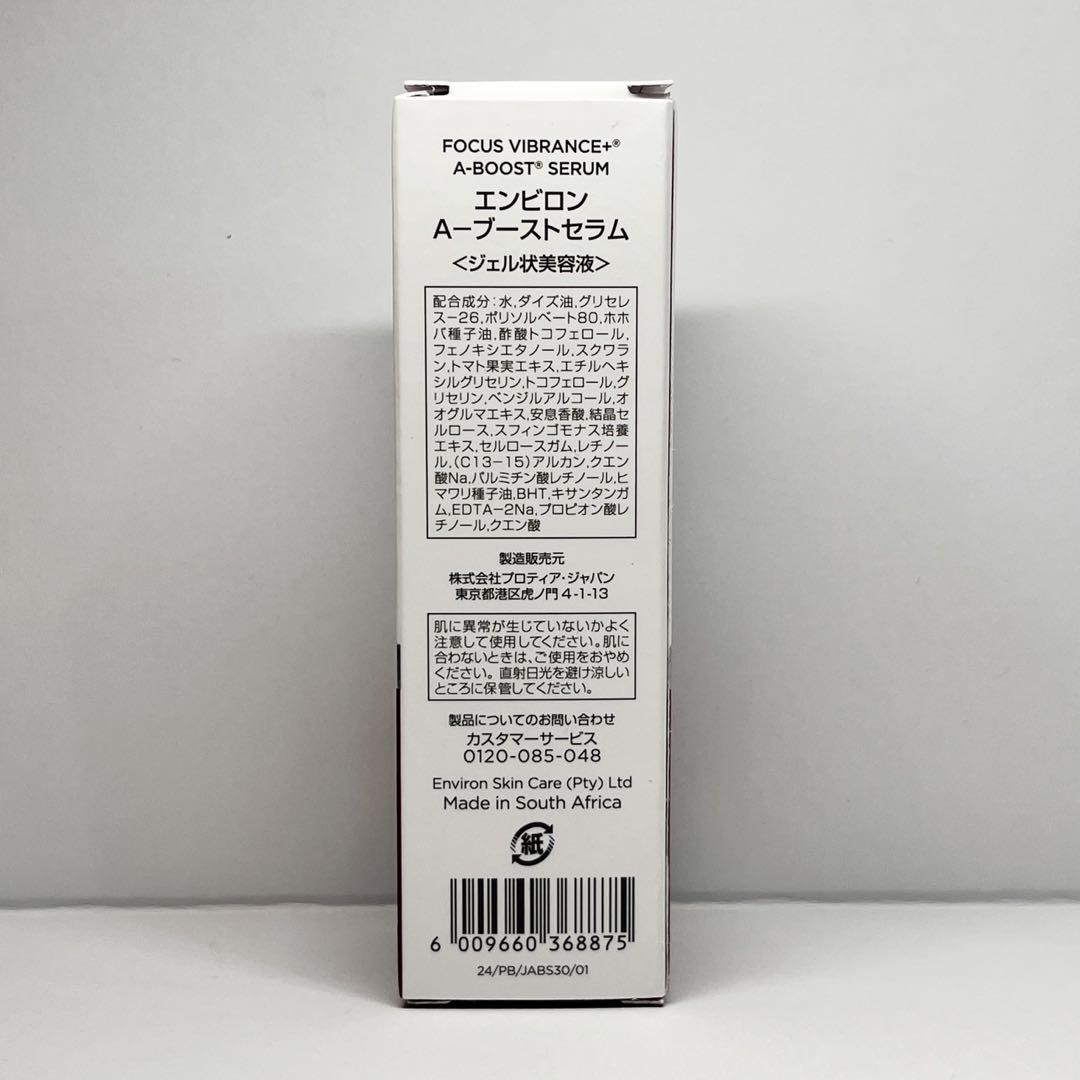 FOCUS VIBRANCE+®
A-BOOST® SERUM
エンビロン
A－ブーストセラム
＜ジェル状美容液＞
配合成分：水,ダイズ油,グリセレ
ス－26,ポリソルベート80,ホホ
バ種子油,酢酸トコフェロール,
フェノキシエタノール,スクワラ
ン,トマト果実エキス,エチルヘキ
シルグリセリン,トコフェロール,グ
リセリン,ベンジルアルコール,オ
オグルマエキス,安息香酸,結晶セ
ルロース,スフィンゴモナス培養
エキス,セルロースガム,レチノー
ル,(C13－15)アルカン,クエン
酸Na,パルミチン酸レチノール,ヒ
マワリ種子油,BHT,キサンタンガ
ム,EDTA－2Na,プロピオン酸レ
チノール,クエン酸
製造販売元
株式会社プロティア・ジャパン
東京都港区虎ノ門4-1-13
肌に異常が生じていないかよく
注意して使用してください。肌に
合わないときは、ご使用をおやめ
ください。直射日光を避け涼しい
ところに保管してください。
製品についてのお問い合わせ
カスタマーサービス
0120-085-048
Environ Skin Care (Pty) Ltd
Made in South Africa
紙
6 009660 368875
24/PB/JABS30/01